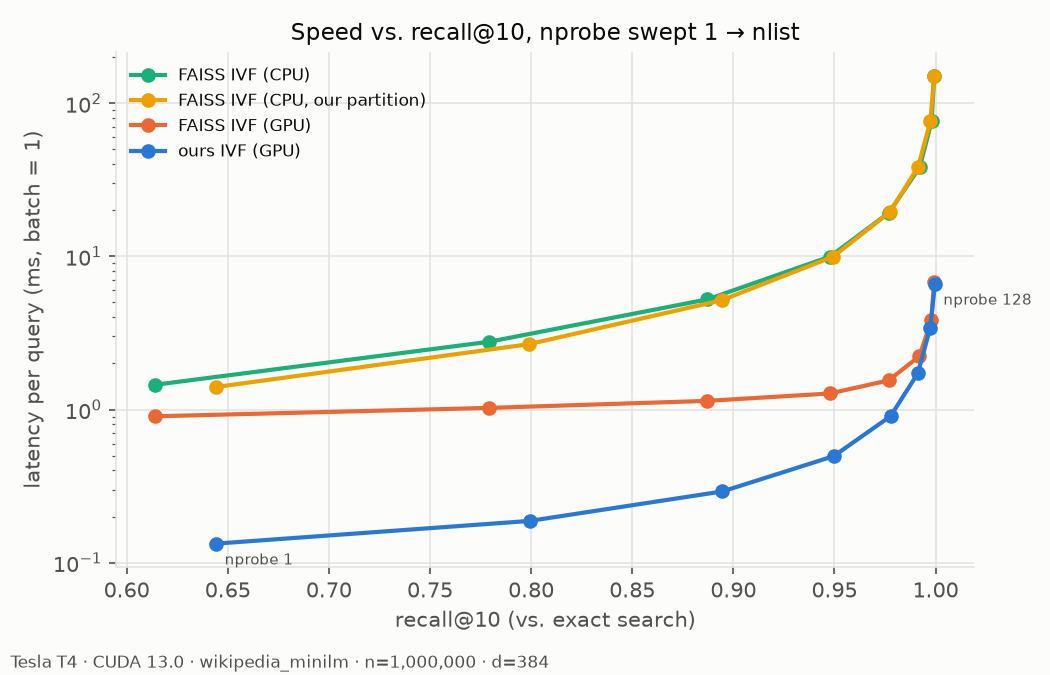 Speed vs. recall@10, nprobe swept 1 → nlist
FAISS IVF (CPU)
FAISS IVF (CPU, our partition)
FAISS IVF (GPU)
ours IVF (GPU)
latency per query (ms, batch = 1)
10²
10¹
10⁰
10⁻¹
nprobe 128
nprobe 1
0.60 0.65 0.70 0.75 0.80 0.85 0.90 0.95 1.00
recall@10 (vs. exact search)
Tesla T4 · CUDA 13.0 · wikipedia_minilm · n=1,000,000 · d=384